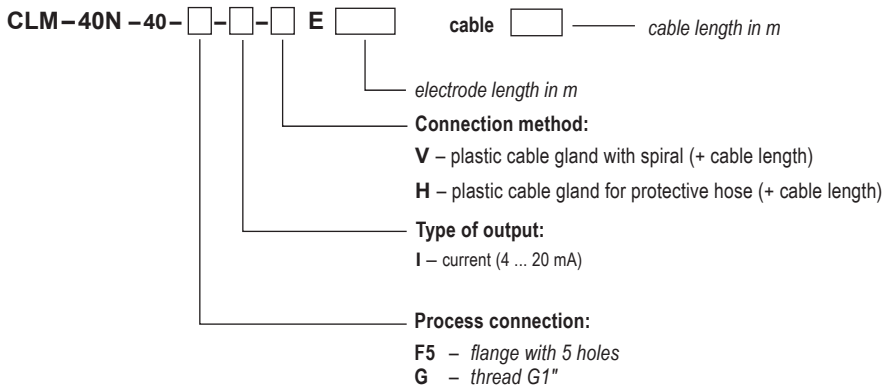 CLM–40N –40– – – E cable cable length in m
electrode length in m
Connection method:
V – plastic cable gland with spiral (+ cable length)
H – plastic cable gland for protective hose (+ cable length)
Type of output:
I – current (4 ... 20 mA)
Process connection:
F5 – flange with 5 holes
G – thread G1"